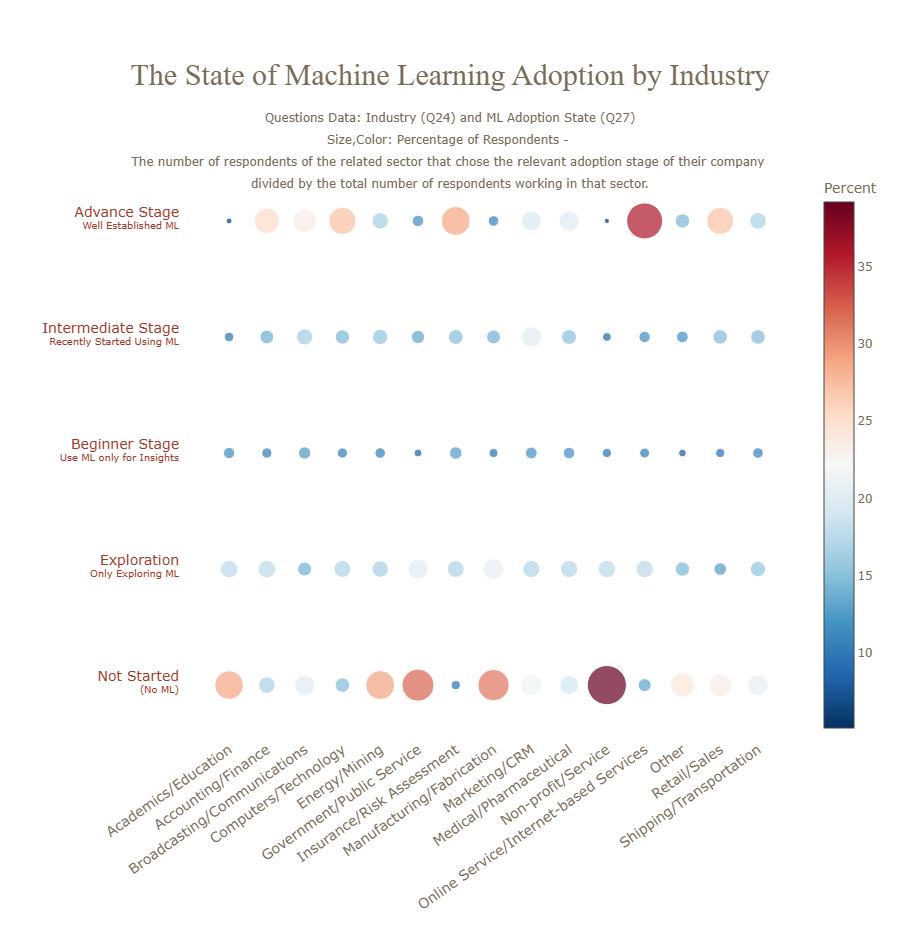 The State of Machine Learning Adoption by Industry
Questions Data: Industry (Q24) and ML Adoption State (Q27)
Size,Color: Percentage of Respondents -
The number of respondents of the related sector that chose the relevant adoption stage of their company
divided by the total number of respondents working in that sector.
Percent
Advance Stage
Well Established ML
Intermediate Stage
Recently Started Using ML
Beginner Stage
Use ML only for Insights
Exploration
Only Exploring ML
Not Started
(No ML)
35
30
25
20
15
10
Academics/Education
Accounting/Finance
Broadcasting/Communications
Computers/Technology
Energy/Mining
Government/Public Service
Insurance/Risk Assessment
Manufacturing/Fabrication
Marketing/CRM
Medical/Pharmaceutical
Non-profit/Service
Online Service/Internet-based Services
Other
Retail/Sales
Shipping/Transportation